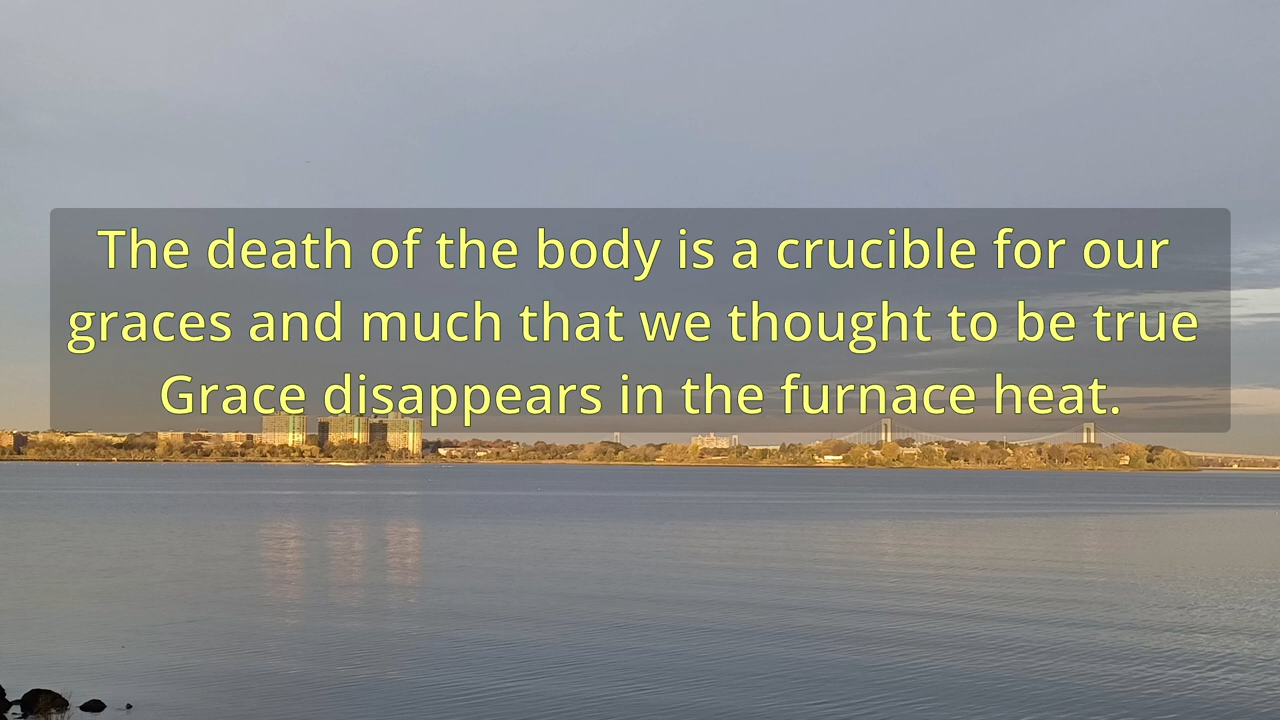 The death of the body is a crucible for our
graces and much that we thought to be true
Grace disappears in the furnace heat.